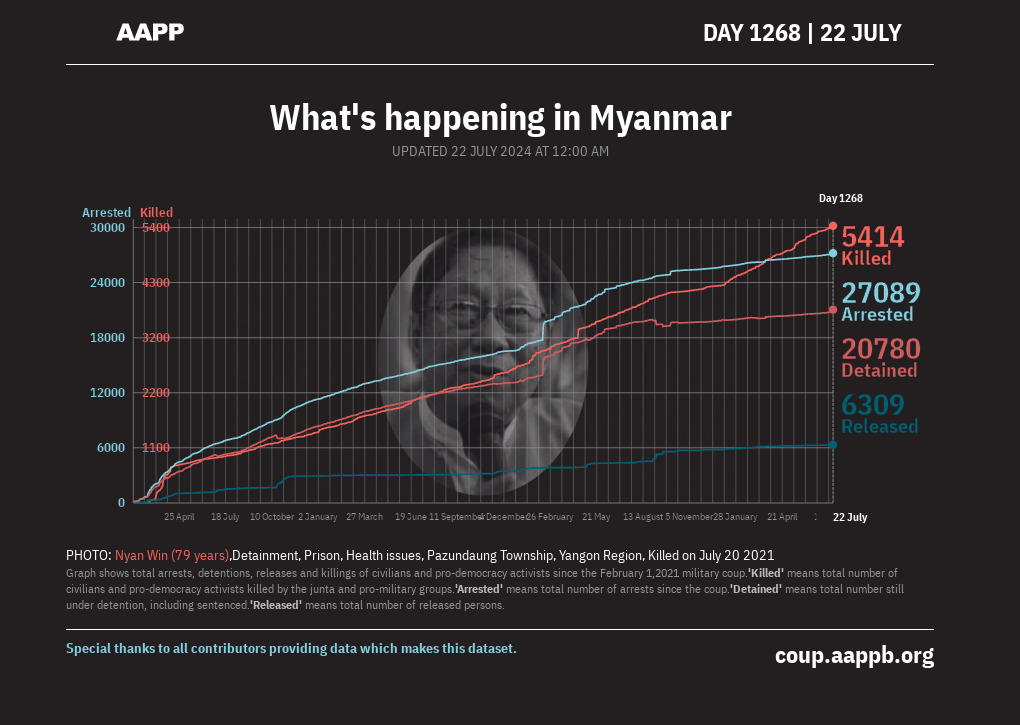 AAPP
DAY 1268 | 22 JULY
What's happening in Myanmar
UPDATED 22 JULY 2024 AT 12:00 AM
Day 1268
Arrested Killed
30000 5400
24000 4300
18000 3200
12000 2200
6000 1100
0
5414
Killed
27089
Arrested
20780
Detained
6309
Released
25 April 18 July 10 October 2 January 27 March 19 June 11 September 4 December 26 February 21 May 13 August 5 November 28 January 21 April 22 July
PHOTO: Nyan Win (79 years),Detainment, Prison, Health issues, Pazundaung Township, Yangon Region, Killed on July 20 2021
Graph shows total arrests, detentions, releases and killings of civilians and pro-democracy activists since the February 1,2021 military coup.'Killed' means total number of
civilians and pro-democracy activists killed by the junta and pro-military groups.'Arrested' means total number of arrests since the coup.'Detained' means total number still
under detention, including sentenced.'Released' means total number of released persons.
Special thanks to all contributors providing data which makes this dataset.
coup.aappb.org